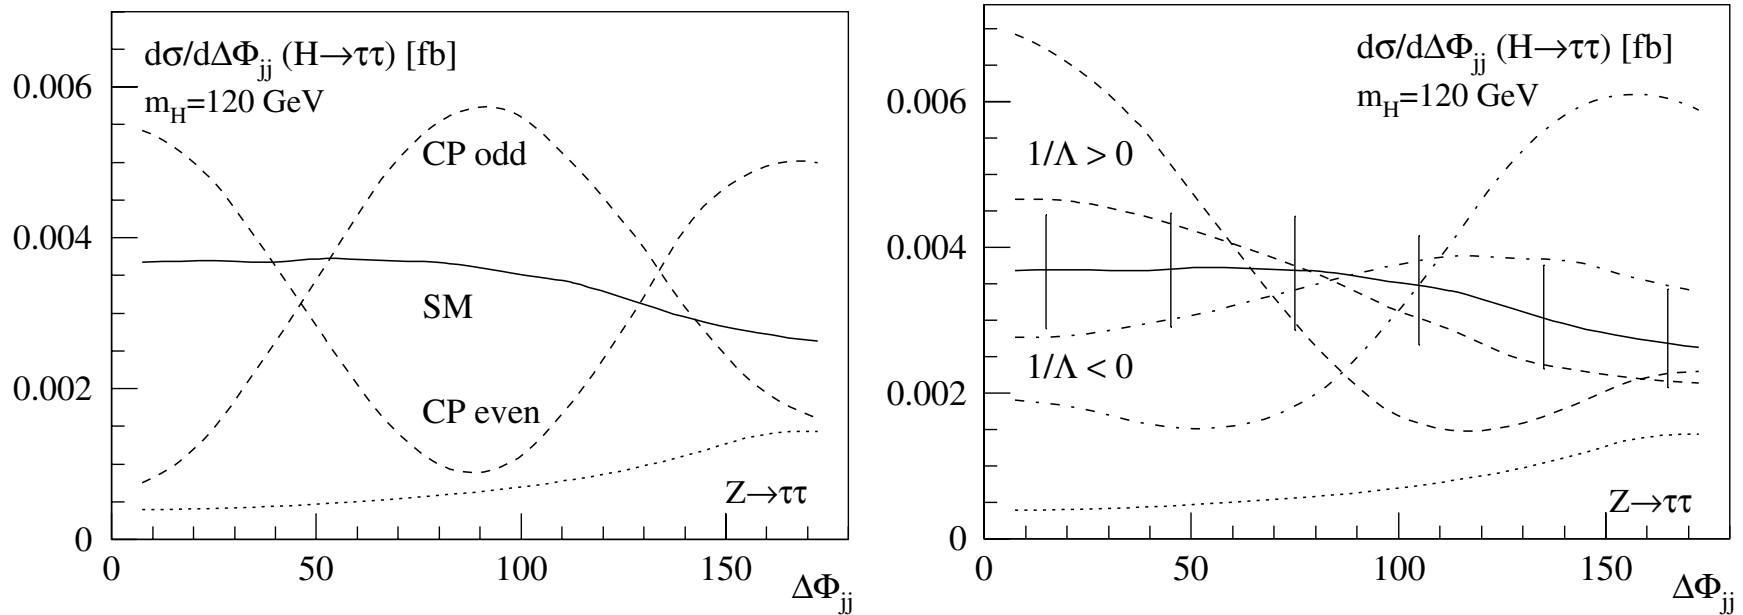 dσ/dΔΦjj (H→ττ) [fb]
mH=120 GeV
0.006
0.004
0.002
0
CP odd
SM
CP even
Z→ττ
0
50
100
150
ΔΦjj
dσ/dΔΦjj (H→ττ) [fb]
mH=120 GeV
0.006
0.004
0.002
0
1/Λ > 0
1/Λ < 0
Z→ττ
0
50
100
150
ΔΦjj